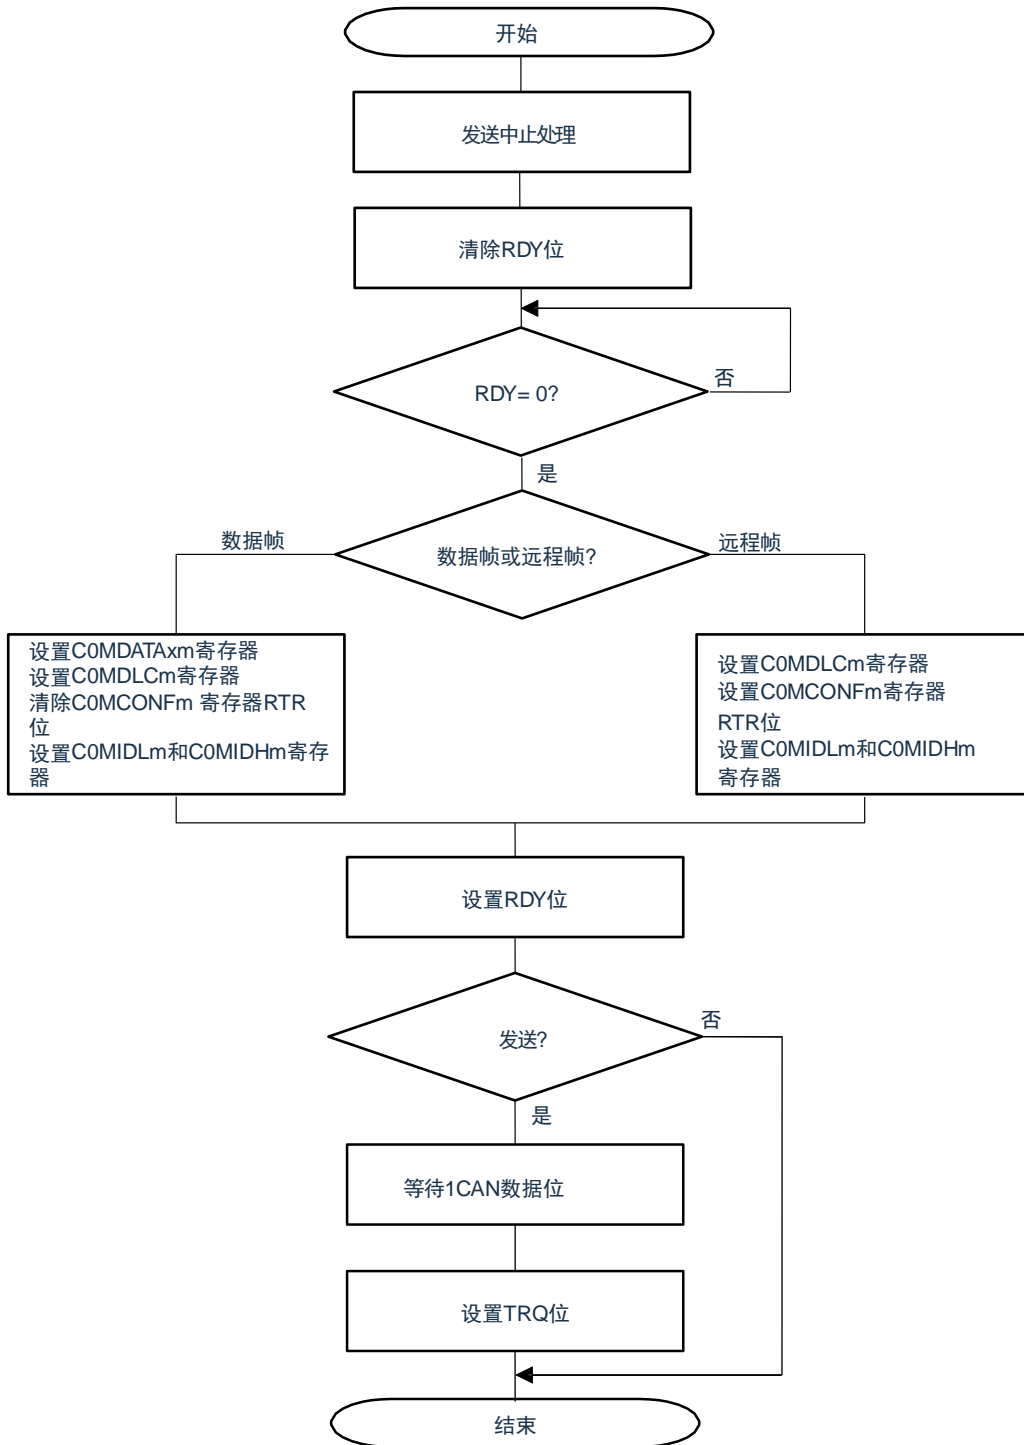 开始
发送中止处理
清除RDY位
RDY= 0?
否
是
数据帧或远程帧?
数据帧
远程帧
设置C0MDATAxm寄存器
设置C0MDLCm寄存器
清除C0MCONFm 寄存器RTR
位
设置C0MIDLm和C0MIDHm寄存
器
设置C0MDLCm寄存器
设置C0MCONFm寄存器
RTR位
设置C0MIDLm和C0MIDHm
寄存器
设置RDY位
发送?
否
是
等待1CAN数据位
设置TRQ位
结束